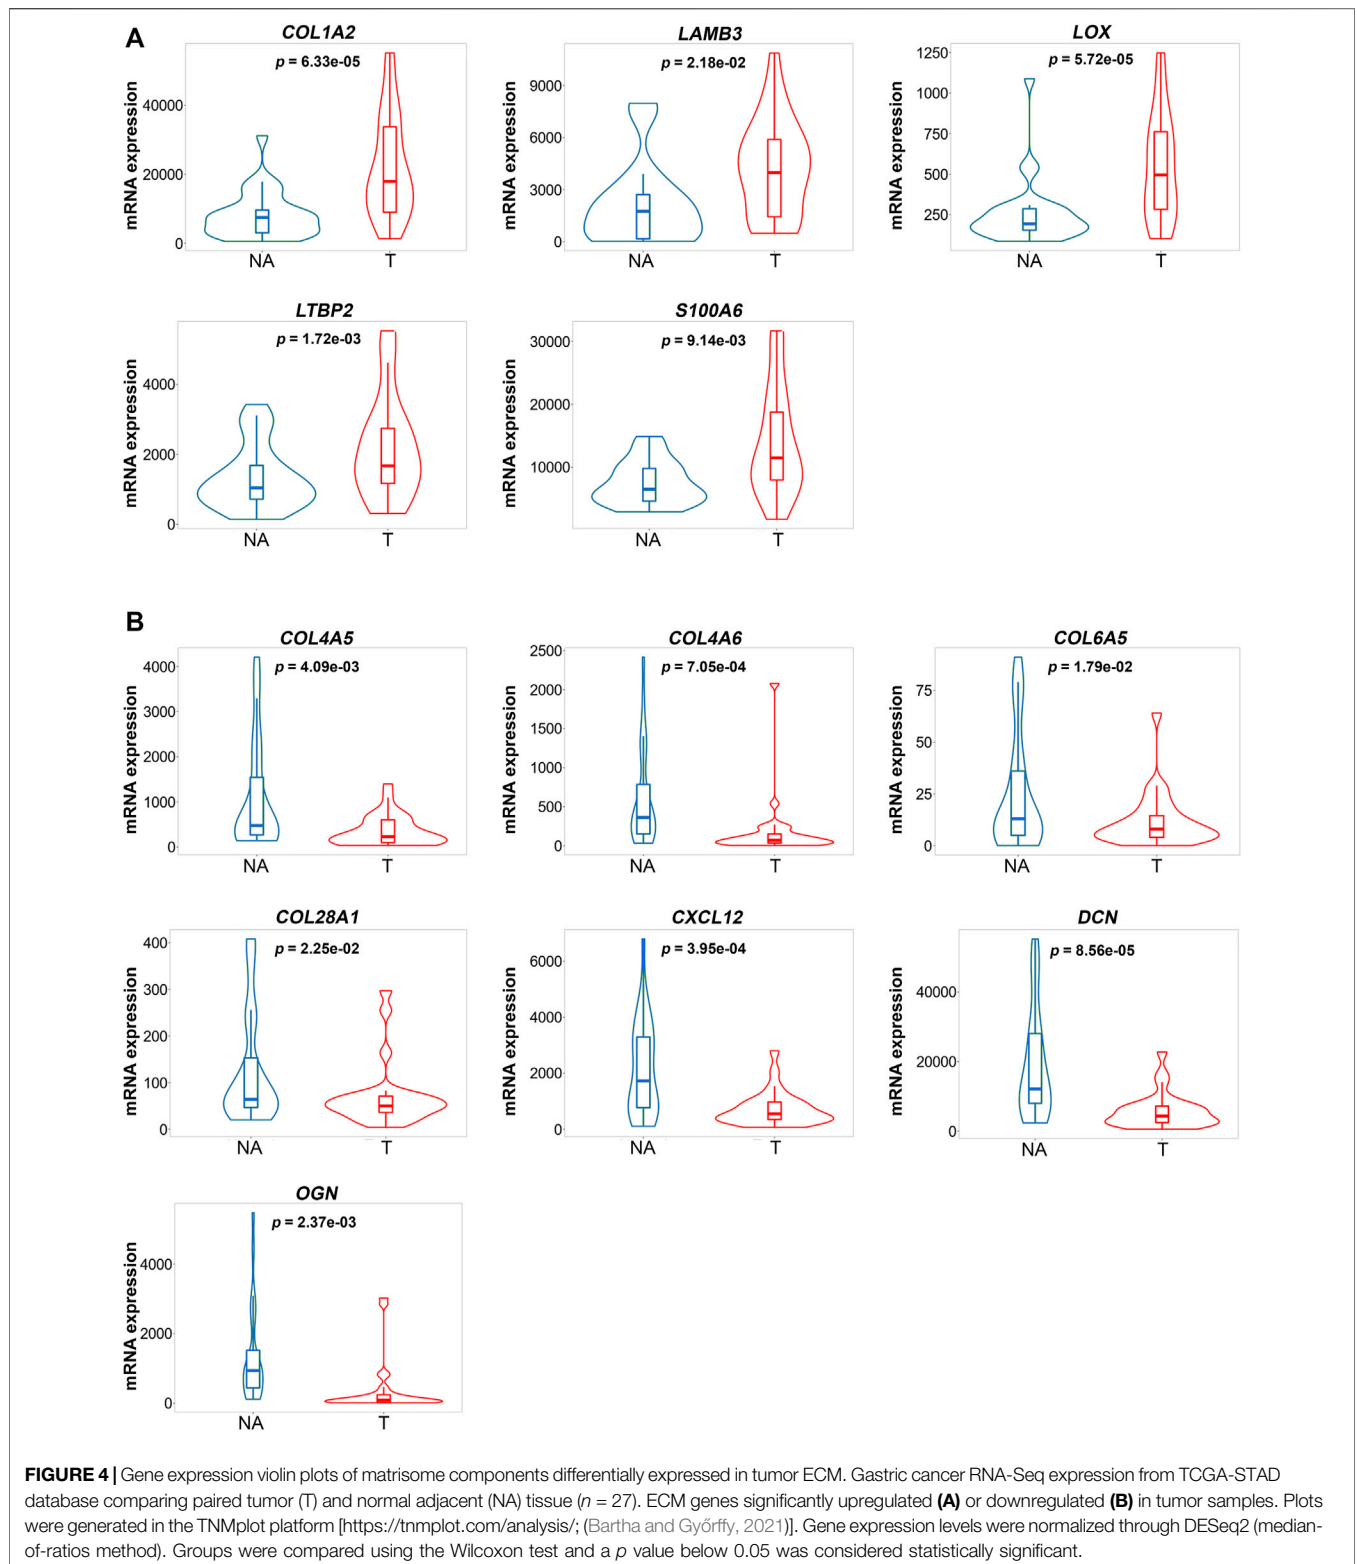 A
COL1A2
p = 6.33e-05
mRNA expression
40000
20000
0
NA T
LAMB3
p = 2.18e-02
mRNA expression
9000
6000
3000
0
NA T
LOX
p = 5.72e-05
mRNA expression
1250
1000
750
500
250
NA T
LTBP2
p = 1.72e-03
mRNA expression
4000
2000
0
NA T
S100A6
p = 9.14e-03
mRNA expression
30000
20000
10000
NA T
B
COL4A5
p = 4.09e-03
mRNA expression
4000
3000
2000
1000
0
NA T
COL4A6
p = 7.05e-04
mRNA expression
2500
2000
1500
1000
500
0
NA T
COL6A5
p = 1.79e-02
mRNA expression
75
50
25
0
NA T
COL28A1
p = 2.25e-02
mRNA expression
400
300
200
100
0
NA T
CXCL12
p = 3.95e-04
mRNA expression
6000
4000
2000
0
NA T
DCN
p = 8.56e-05
mRNA expression
40000
20000
0
NA T
OGN
p = 2.37e-03
mRNA expression
4000
2000
0
NA T
FIGURE 4 | Gene expression violin plots of matrisome components differentially expressed in tumor ECM. Gastric cancer RNA-Seq expression from TCGA-STAD
database comparing paired tumor (T) and normal adjacent (NA) tissue (n = 27). ECM genes significantly upregulated (A) or downregulated (B) in tumor samples. Plots
were generated in the TNMplot platform [https://tnmplot.com/analysis/; (Bartha and Győrffy, 2021)]. Gene expression levels were normalized through DESeq2 (median-
of-ratios method). Groups were compared using the Wilcoxon test and a p value below 0.05 was considered statistically significant.